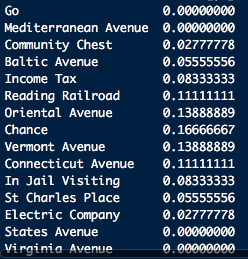 Go 0.00000000
Mediterranean Avenue 0.00000000
Community Chest 0.02777778
Baltic Avenue 0.05555556
Income Tax 0.08333333
Reading Railroad 0.11111111
Oriental Avenue 0.13888889
Chance 0.16666667
Vermont Avenue 0.13888889
Connecticut Avenue 0.11111111
In Jail Visiting 0.08333333
St Charles Place 0.05555556
Electric Company 0.02777778
States Avenue 0.00000000
Virginia Avenue 0.00000000